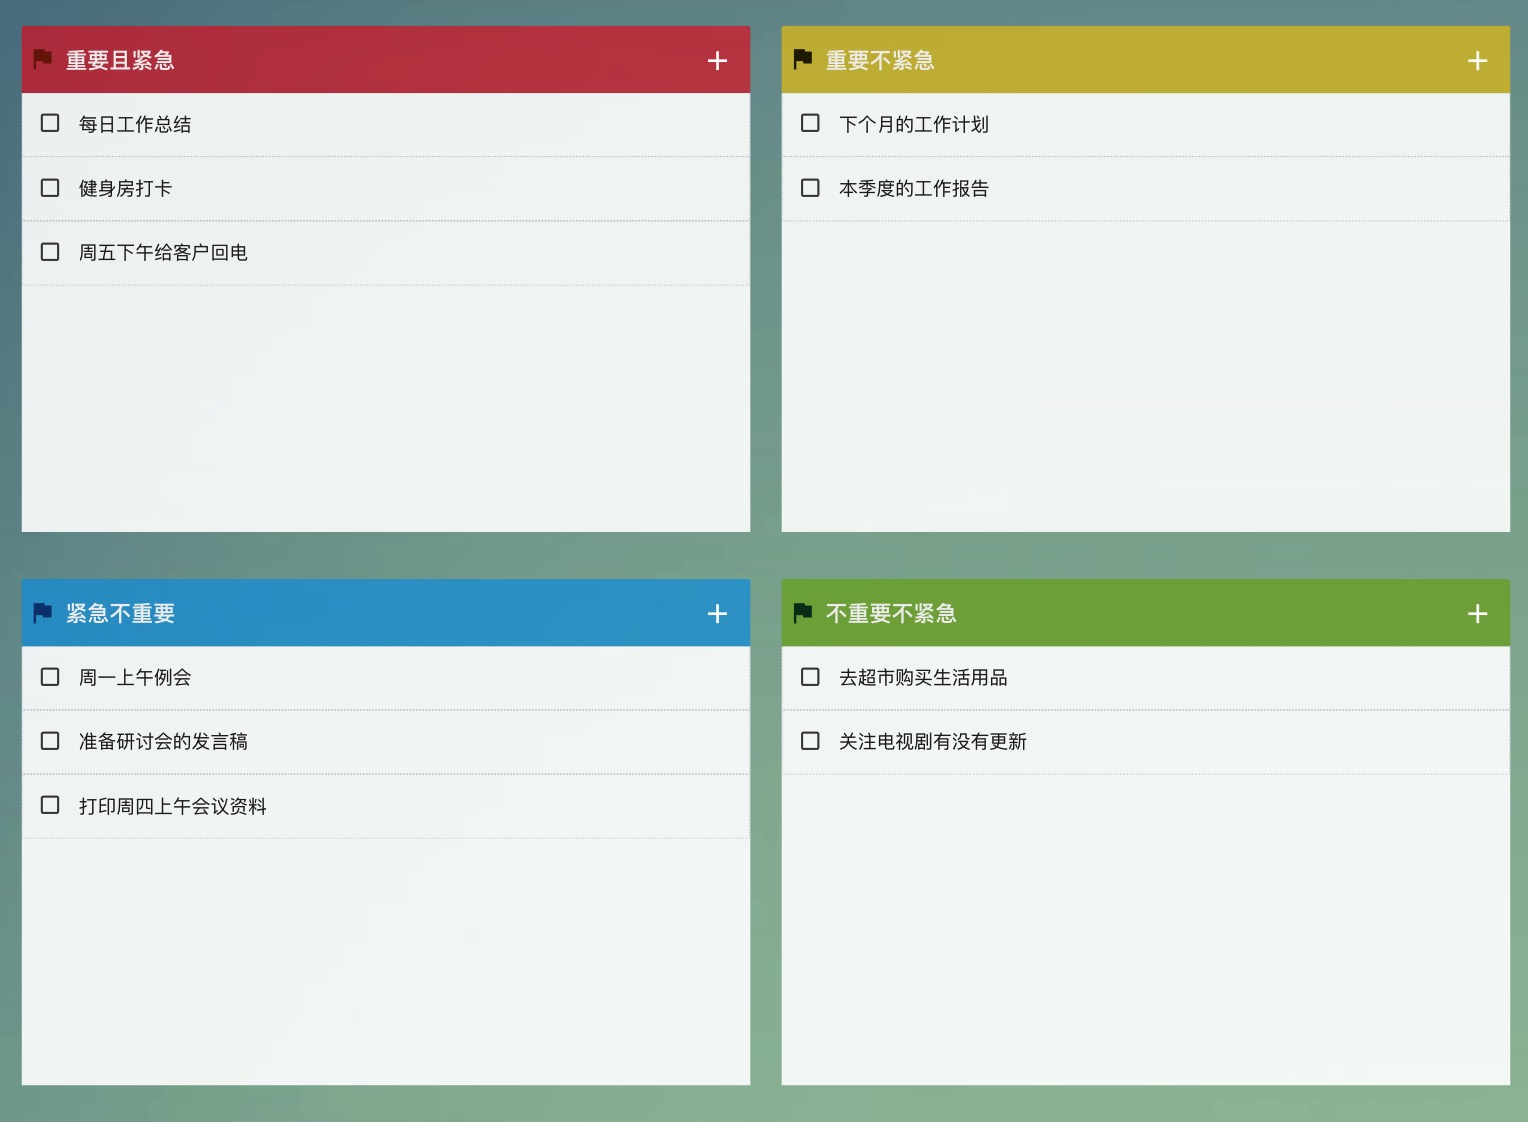 重要且紧急
每日工作总结
健身房打卡
周五下午给客户回电
重要不紧急
下个月的工作计划
本季度的工作报告
紧急不重要
周一上午例会
准备研讨会的发言稿
打印周四上午会议资料
不重要不紧急
去超市购买生活用品
关注电视剧有没有更新